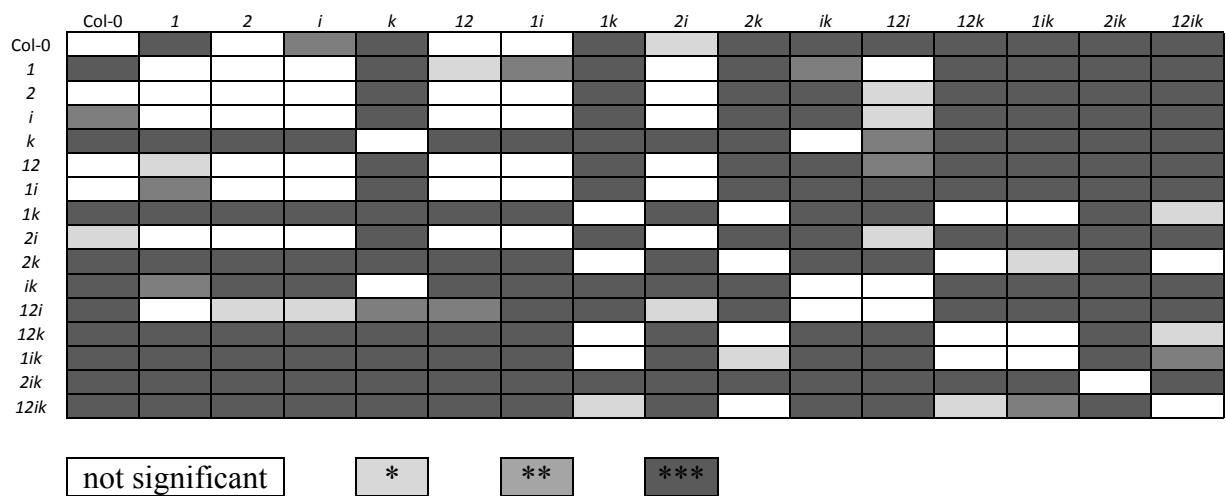 Col-0 1 2 i k 12 1i 1k 2i 2k ik 12i 12k 1ik 2ik 12ik
Col-0
1
2
i
k
12
1i
1k
2i
2k
ik
12i
12k
1ik
2ik
12ik
not significant * ** ***